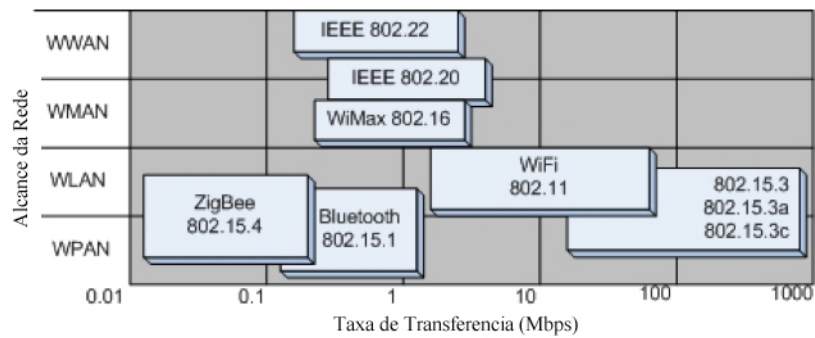 Alcance da Rede
WWAN
IEEE 802.22
IEEE 802.20
WMAN
WiMax 802.16
WLAN
WiFi
802.11
802.15.3
802.15.3a
802.15.3c
ZigBee
802.15.4
Bluetooth
802.15.1
WPAN
0.01 0.1 1 10 100 1000
Taxa de Transferencia (Mbps)